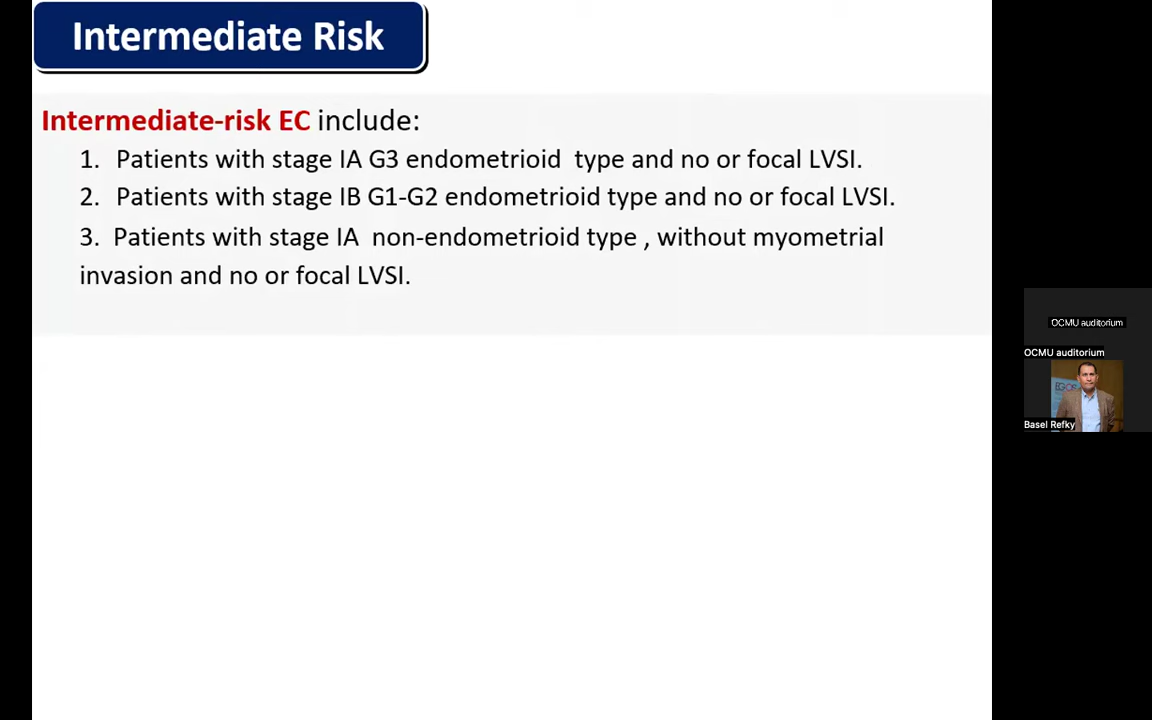 Intermediate Risk
Intermediate-risk EC include:
1. Patients with stage IA G3 endometrioid type and no or focal LVSI.
2. Patients with stage IB G1-G2 endometrioid type and no or focal LVSI.
3. Patients with stage IA non-endometrioid type , without myometrial
invasion and no or focal LVSI.
OCMU auditorium
OCMU auditorium
EGOS
Basel Refky